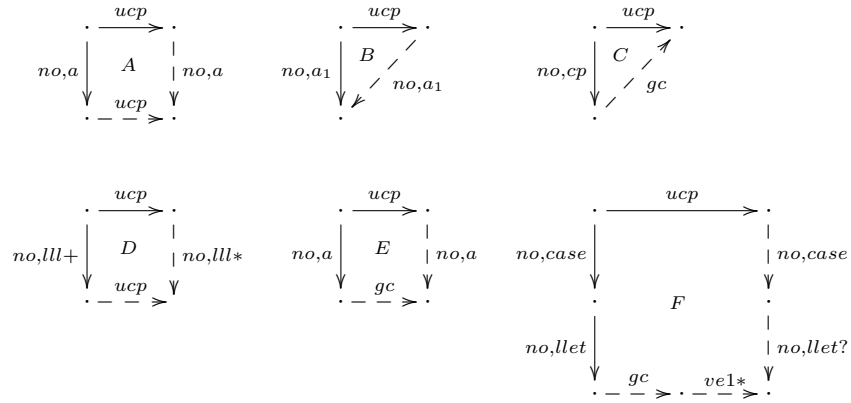 ucp ucp ucp
no,a A no,a no,a₁ B no,a₁ no,cp C gc
ucp
ucp ucp ucp
no,lll+ D no,lll* no,a E no,a no,case no,case
ucp gc F
no,llet no,llet?
gc ve1*